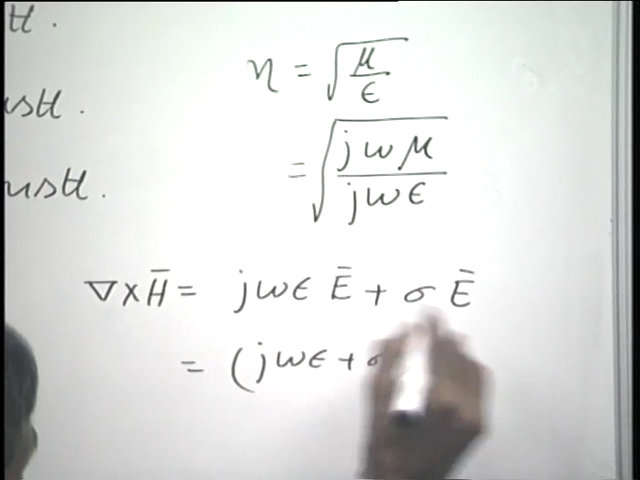 η = √(μ/ϵ)
= √(jωμ/jωϵ)
∇×H̄ = jωϵ Ē + σ Ē
= (jωϵ + σ